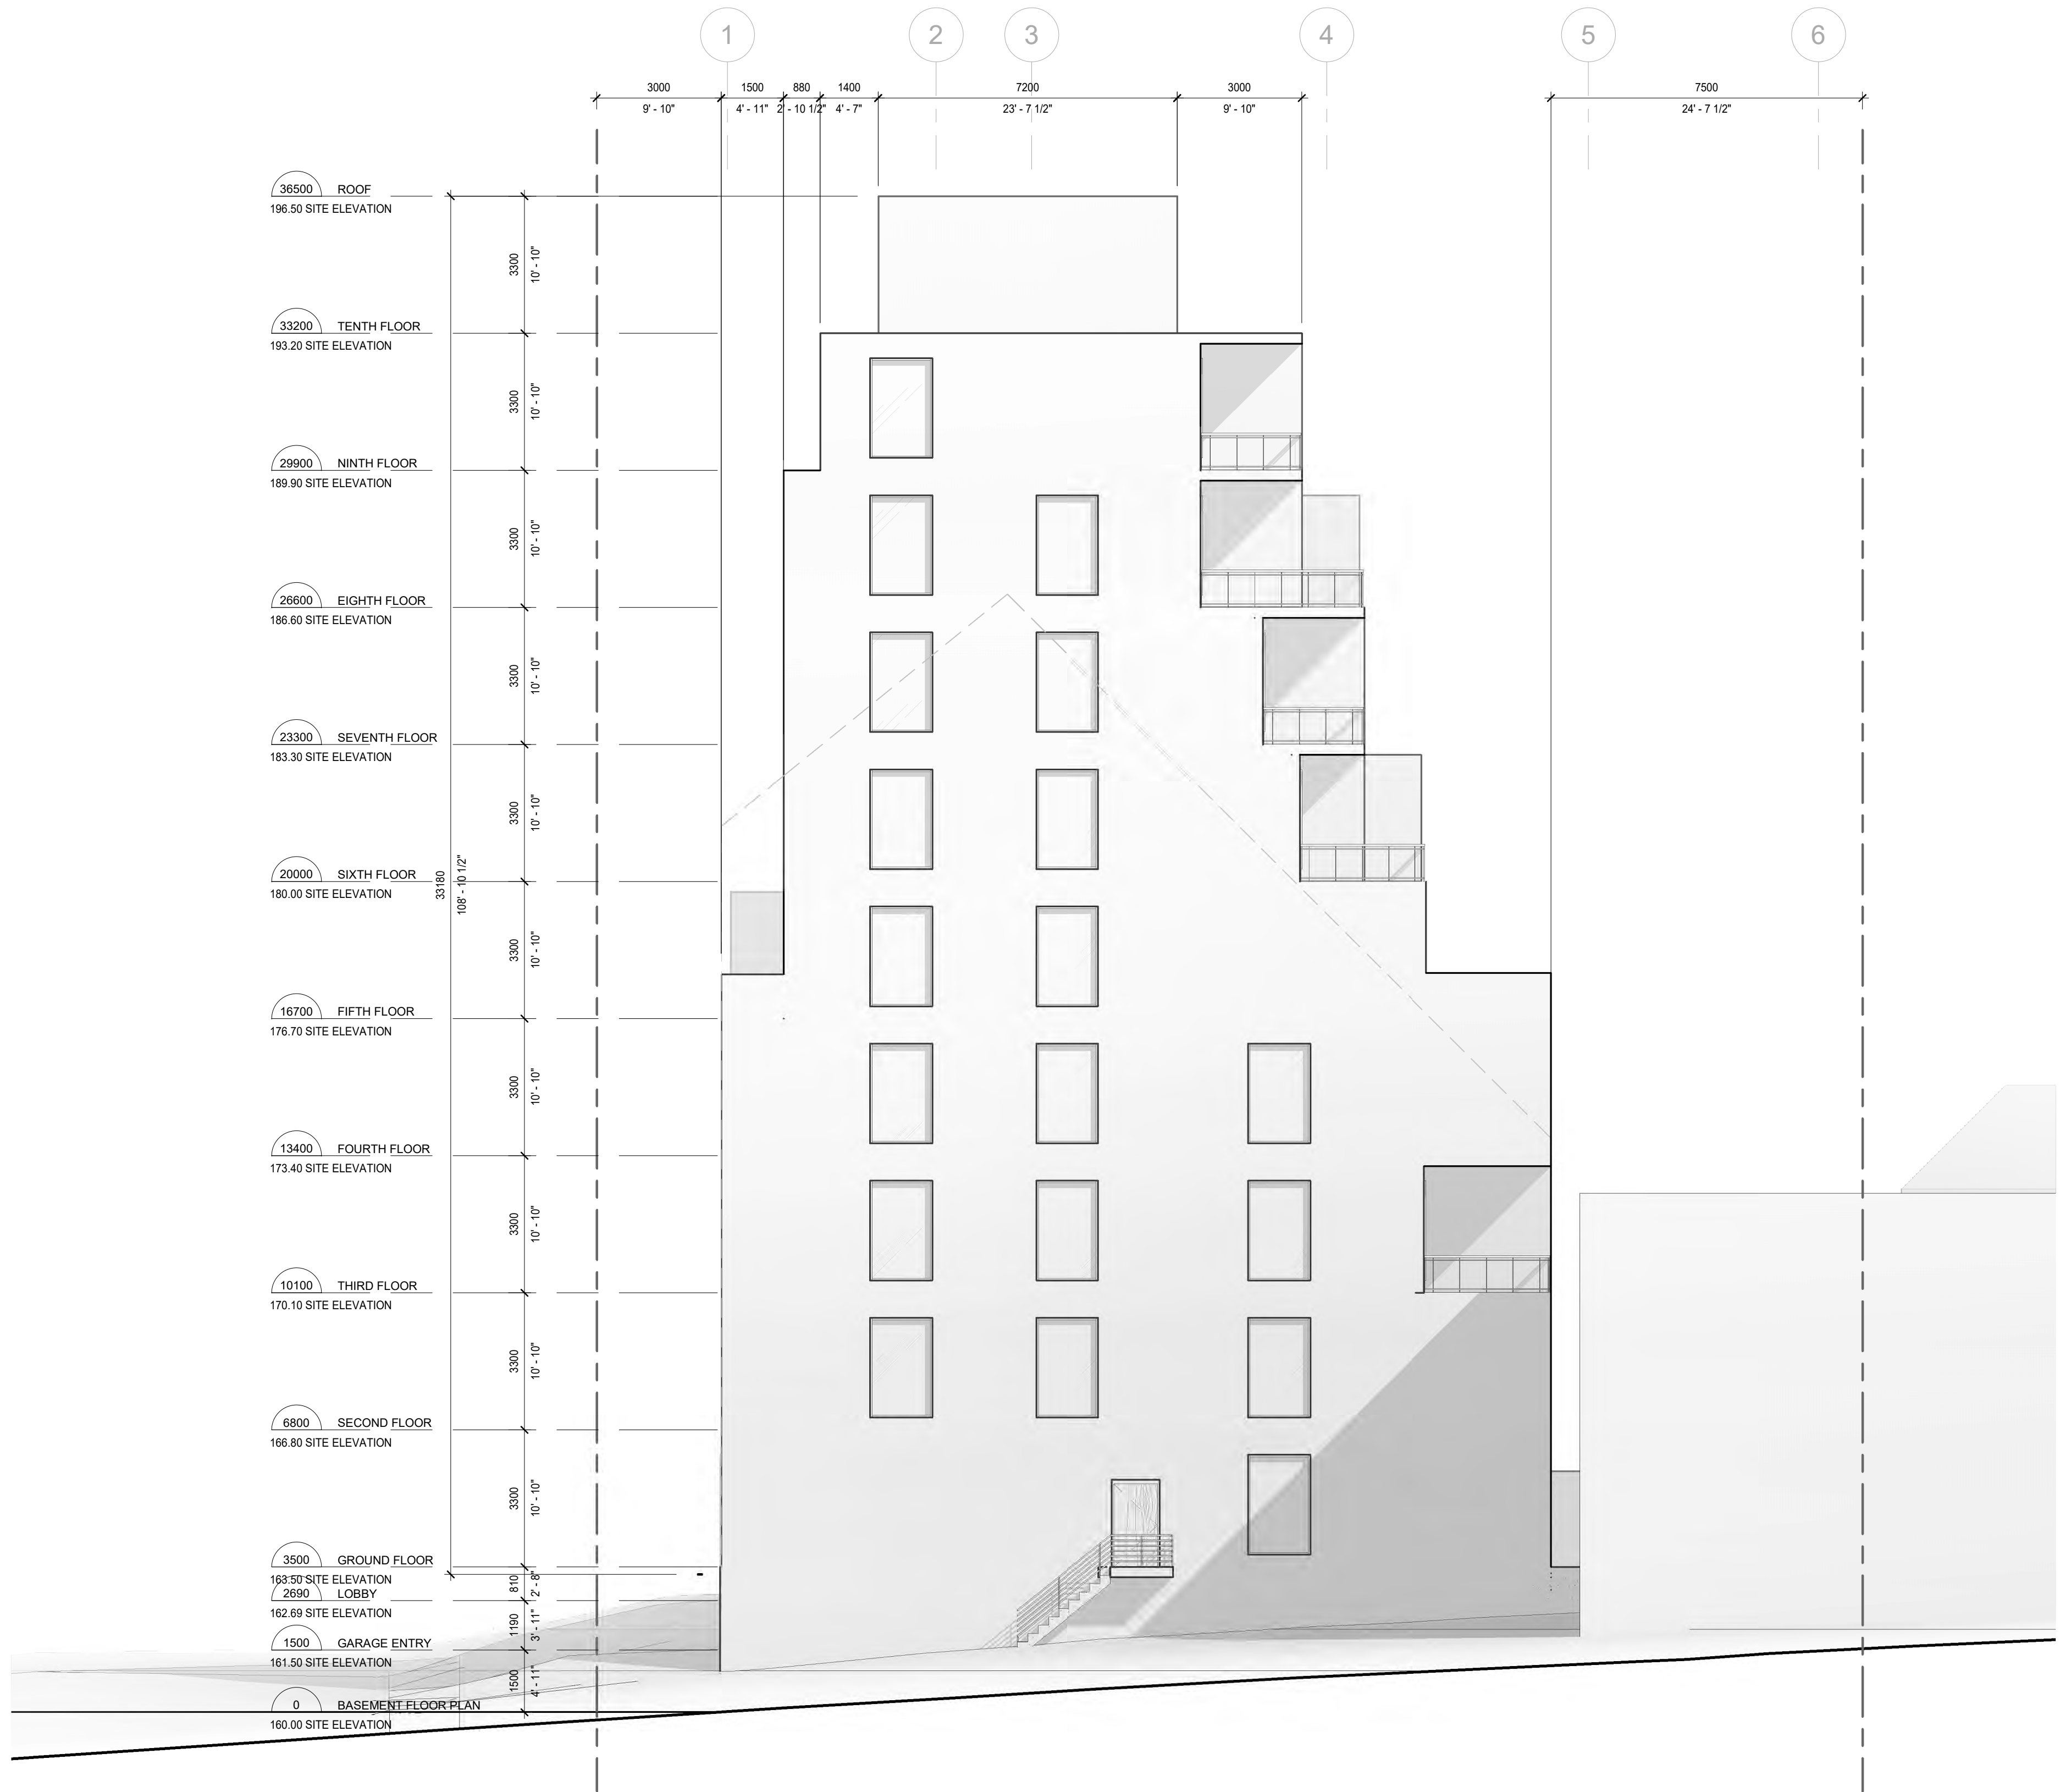 1 2 3 4 5 6
3000 1500 880 1400 7200 3000 7500
9' - 10" 4' - 11" 2' - 10 1/2" 4' - 7" 23' - 7 1/2" 9' - 10" 24' - 7 1/2"
36500 ROOF
196.50 SITE ELEVATION
3300
10' - 10"
33200 TENTH FLOOR
193.20 SITE ELEVATION
3300
10' - 10"
29900 NINTH FLOOR
189.90 SITE ELEVATION
3300
10' - 10"
26600 EIGHTH FLOOR
186.60 SITE ELEVATION
3300
10' - 10"
23300 SEVENTH FLOOR
183.30 SITE ELEVATION
3300
10' - 10"
20000 SIXTH FLOOR
180.00 SITE ELEVATION
33180
108' - 10 1/2"
3300
10' - 10"
16700 FIFTH FLOOR
176.70 SITE ELEVATION
3300
10' - 10"
13400 FOURTH FLOOR
173.40 SITE ELEVATION
3300
10' - 10"
10100 THIRD FLOOR
170.10 SITE ELEVATION
3300
10' - 10"
6800 SECOND FLOOR
166.80 SITE ELEVATION
3300
10' - 10"
3500 GROUND FLOOR
163.50 SITE ELEVATION
810
2' - 8"
2690 LOBBY
162.69 SITE ELEVATION
1190
3' - 11"
1500 GARAGE ENTRY
161.50 SITE ELEVATION
1500
4' - 11"
0 BASEMENT FLOOR PLAN
160.00 SITE ELEVATION